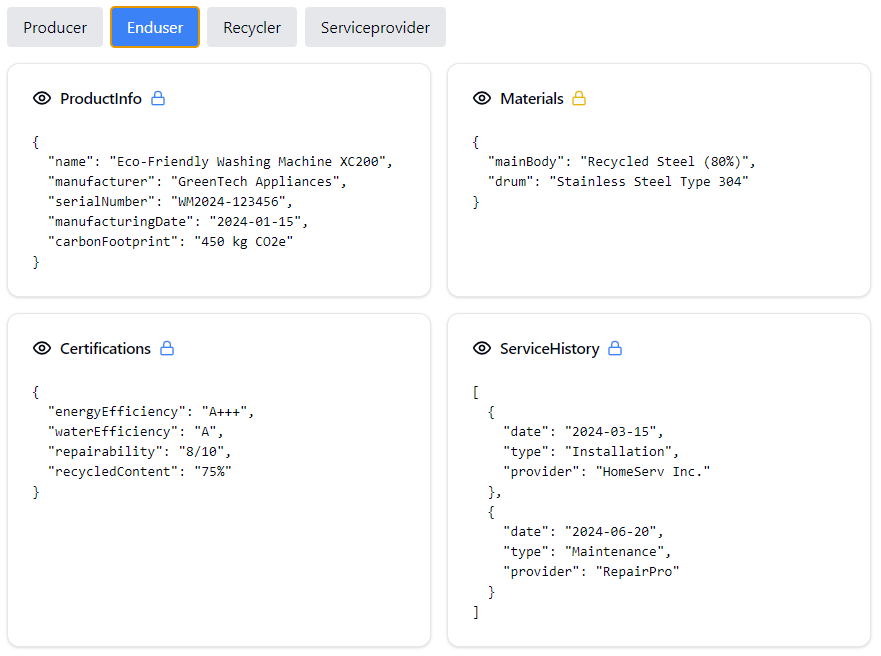 Producer Enduser Recycler Serviceprovider
ProductInfo
{
  "name": "Eco-Friendly Washing Machine XC200",
  "manufacturer": "GreenTech Appliances",
  "serialNumber": "WM2024-123456",
  "manufacturingDate": "2024-01-15",
  "carbonFootprint": "450 kg CO2e"
}
Materials
{
  "mainBody": "Recycled Steel (80%)",
  "drum": "Stainless Steel Type 304"
}
Certifications
{
  "energyEfficiency": "A+++",
  "waterEfficiency": "A",
  "repairability": "8/10",
  "recycledContent": "75%"
}
ServiceHistory
[
  {
    "date": "2024-03-15",
    "type": "Installation",
    "provider": "HomeServ Inc."
  },
  {
    "date": "2024-06-20",
    "type": "Maintenance",
    "provider": "RepairPro"
  }
]